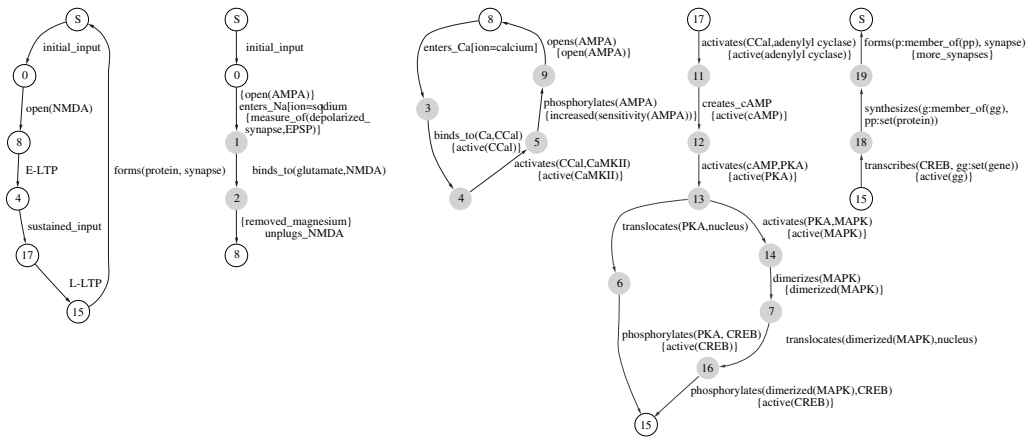 S
initial_input
0
open(NMDA)
8
E-LTP
4
sustained_input
17
L-LTP
15
forms(protein, synapse)
S
initial_input
0
{open(AMPA)}
enters_Na[ion=sodium
{measure_of(depolarized_
synapse,EPSP)}
1
binds_to(glutamate,NMDA)
2
{removed_magnesium}
unplugs_NMDA
8
8
enters_Ca[ion=calcium]
3
binds_to(Ca,CCal)
{active(CCal)}
4
activates(CCal,CaMKII)
{active(CaMKII)}
5
phosphorylates(AMPA)
{increased(sensitivity(AMPA))}
9
opens(AMPA)
{open(AMPA)}
17
activates(CCal,adenylyl cyclase)
{active(adenylyl cyclase)}
11
creates_cAMP
{active(cAMP)}
12
activates(cAMP,PKA)
{active(PKA)}
13
translocates(PKA,nucleus)
6
phosphorylates(PKA, CREB)
{active(CREB)}
activates(PKA,MAPK)
{active(MAPK)}
14
dimerizes(MAPK)
{dimerized(MAPK)}
7
translocates(dimerized(MAPK),nucleus)
16
phosphorylates(dimerized(MAPK),CREB)
{active(CREB)}
15
S
forms(p:member_of(pp), synapse)
{more_synapses}
19
synthesizes(g:member_of(gg),
pp:set(protein))
18
transcribes(CREB, gg:set(gene))
{active(gg)}
15